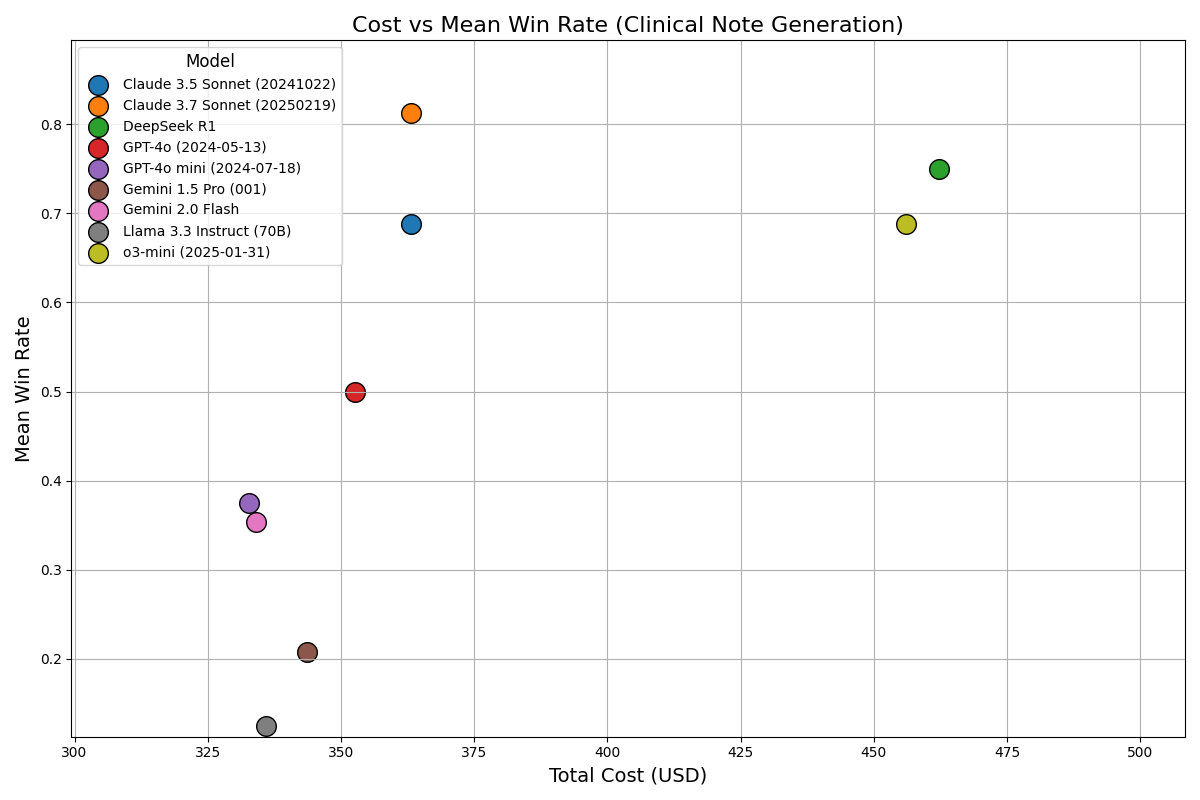 Cost vs Mean Win Rate (Clinical Note Generation)
Model
Claude 3.5 Sonnet (20241022)
Claude 3.7 Sonnet (20250219)
DeepSeek R1
GPT-4o (2024-05-13)
GPT-4o mini (2024-07-18)
Gemini 1.5 Pro (001)
Gemini 2.0 Flash
Llama 3.3 Instruct (70B)
o3-mini (2025-01-31)
Mean Win Rate
0.8
0.7
0.6
0.5
0.4
0.3
0.2
300 325 350 375 400 425 450 475 500
Total Cost (USD)